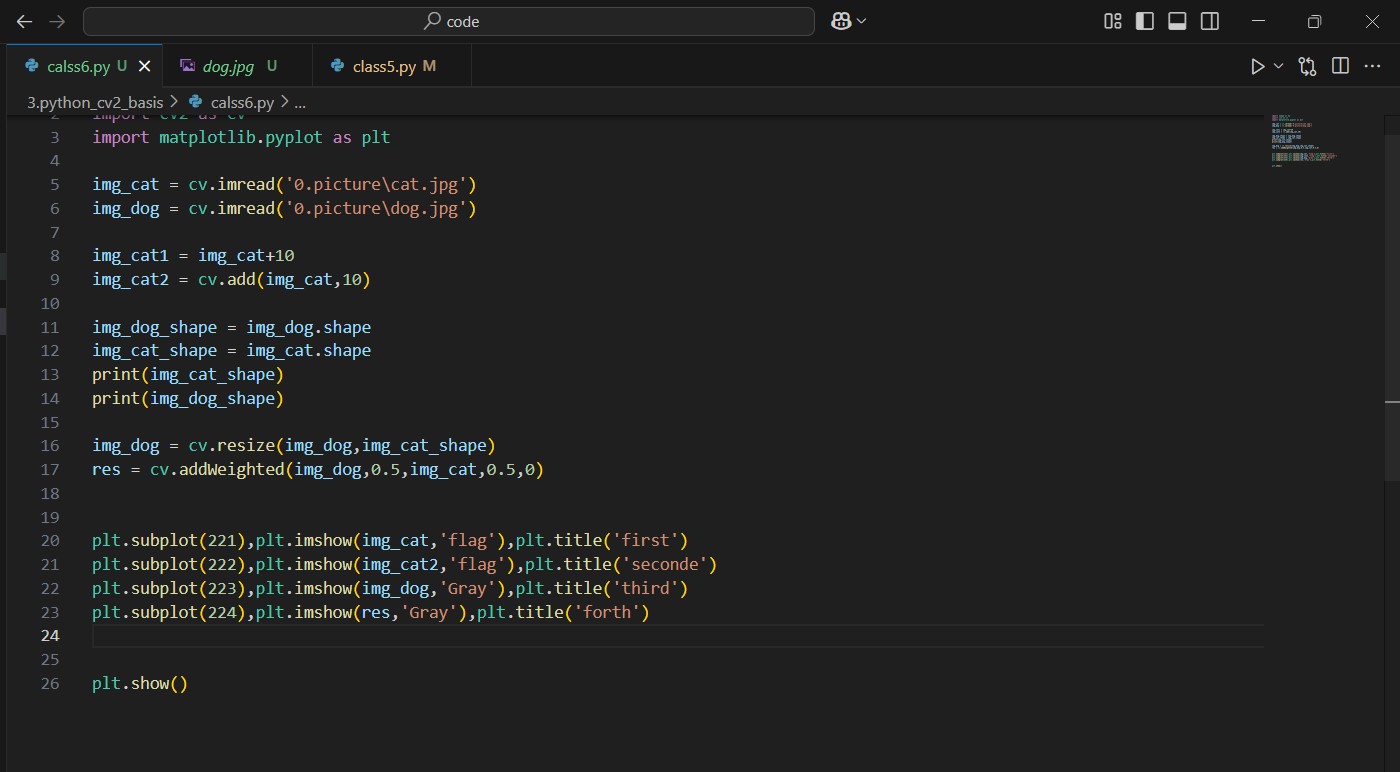 code
calss6.py U
dog.jpg U
class5.py M
3.python_cv2_basis > calss6.py > ...
2 import cv2 as cv
3 import matplotlib.pyplot as plt
4
5 img_cat = cv.imread('0.picture\cat.jpg')
6 img_dog = cv.imread('0.picture\dog.jpg')
7
8 img_cat1 = img_cat+10
9 img_cat2 = cv.add(img_cat,10)
10
11 img_dog_shape = img_dog.shape
12 img_cat_shape = img_cat.shape
13 print(img_cat_shape)
14 print(img_dog_shape)
15
16 img_dog = cv.resize(img_dog,img_cat_shape)
17 res = cv.addWeighted(img_dog,0.5,img_cat,0.5,0)
18
19
20 plt.subplot(221),plt.imshow(img_cat,'flag'),plt.title('first')
21 plt.subplot(222),plt.imshow(img_cat2,'flag'),plt.title('seconde')
22 plt.subplot(223),plt.imshow(img_dog,'Gray'),plt.title('third')
23 plt.subplot(224),plt.imshow(res,'Gray'),plt.title('forth')
24
25
26 plt.show()